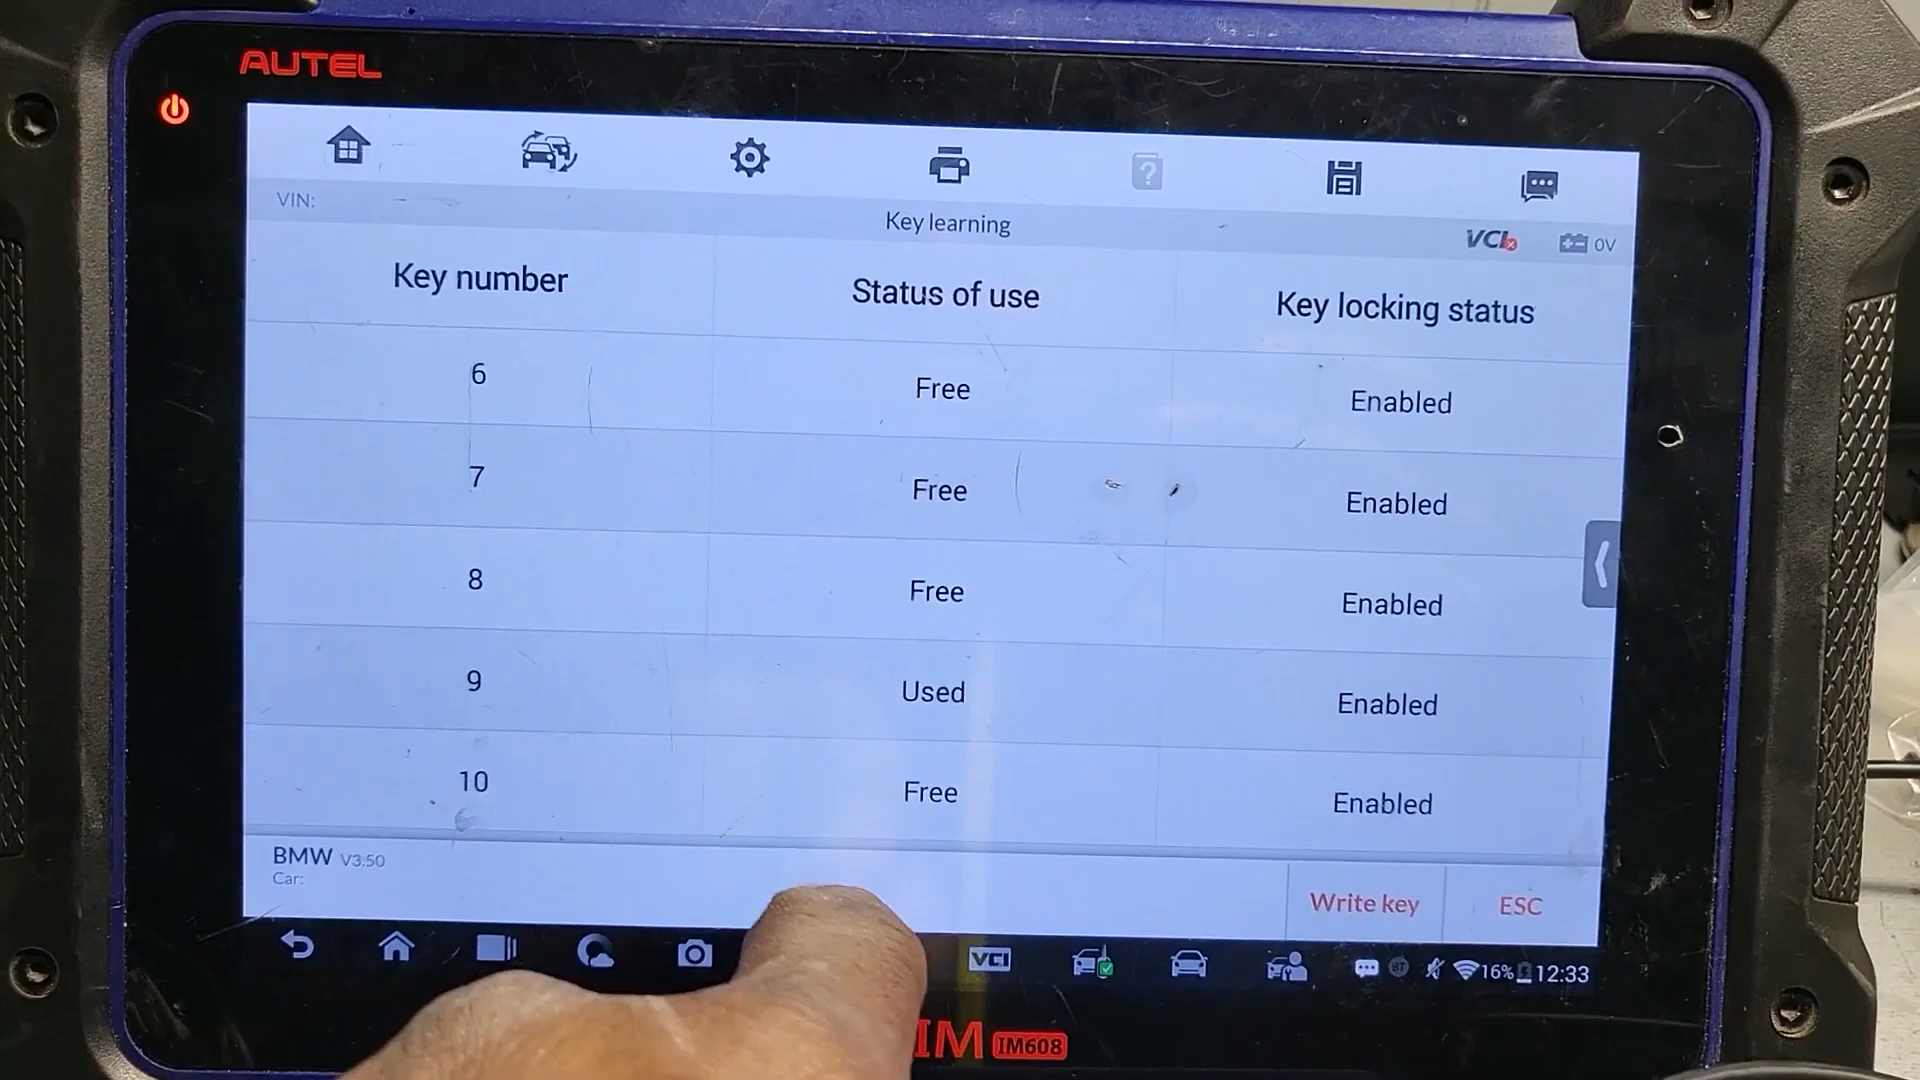 AUTEL
?
VIN:
Key learning
VCI
0V
Key number Status of use Key locking status
6 Free Enabled
7 Free Enabled
8 Free Enabled
9 Used Enabled
10 Free Enabled
BMW V3.50
Car:
Write key ESC
VCI
BT
16% 12:33
IM IM608